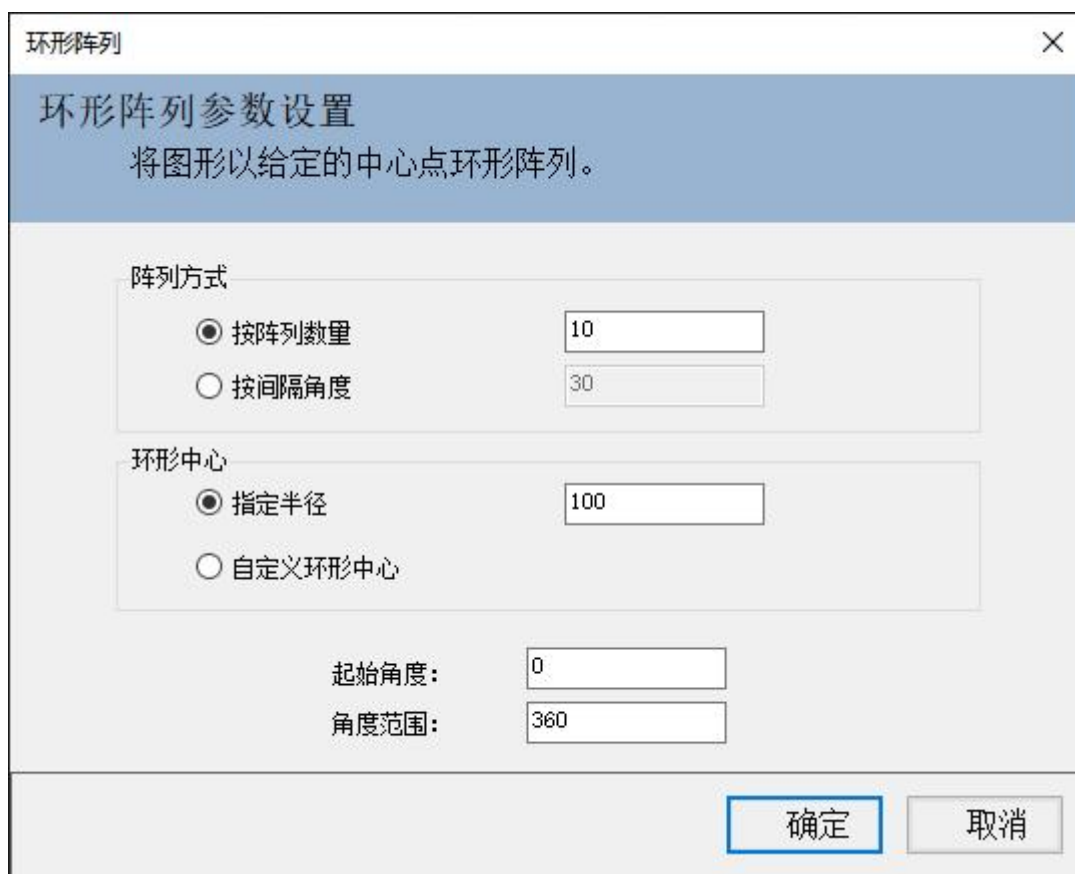 环形阵列
环形阵列参数设置
将图形以给定的中心点环形阵列。
阵列方式
按阵列数量 10
按间隔角度 30
环形中心
指定半径 100
自定义环形中心
起始角度: 0
角度范围: 360
确定 取消